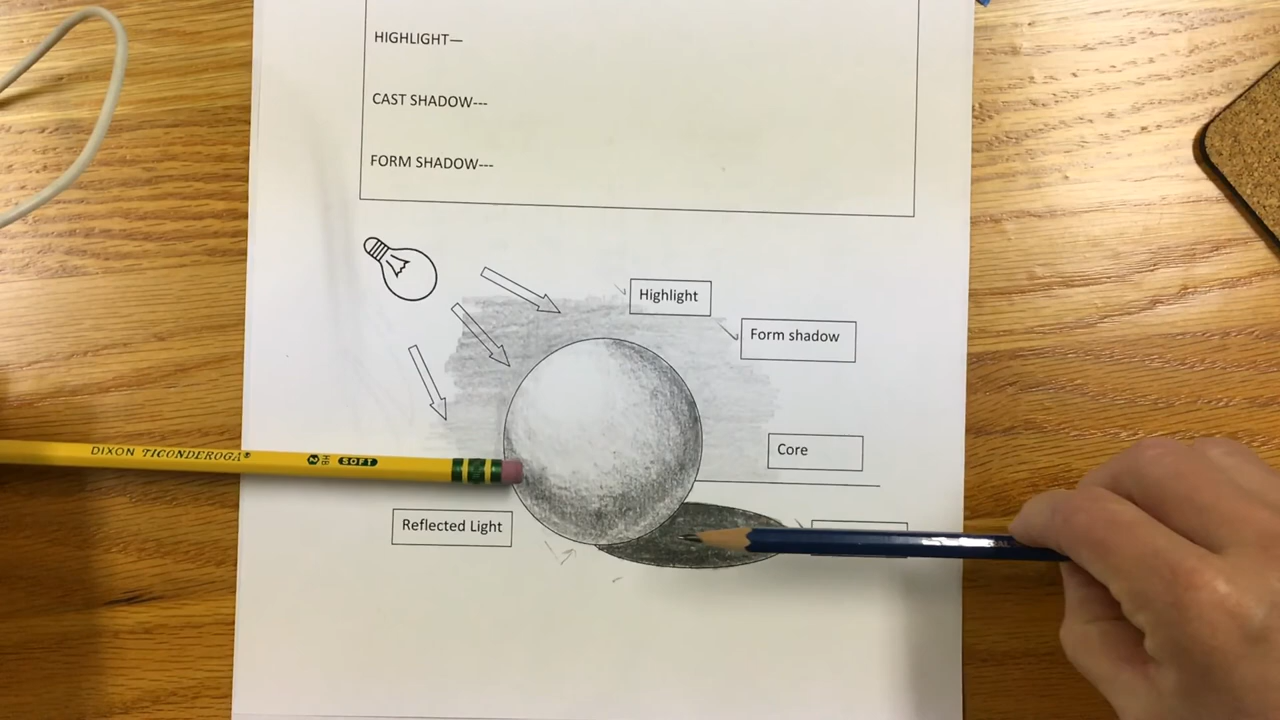 HIGHLIGHT—
CAST SHADOW---
FORM SHADOW---
Highlight
Form shadow
Core
DIXON TICONDEROGA®
2 HB SOFT
Reflected Light